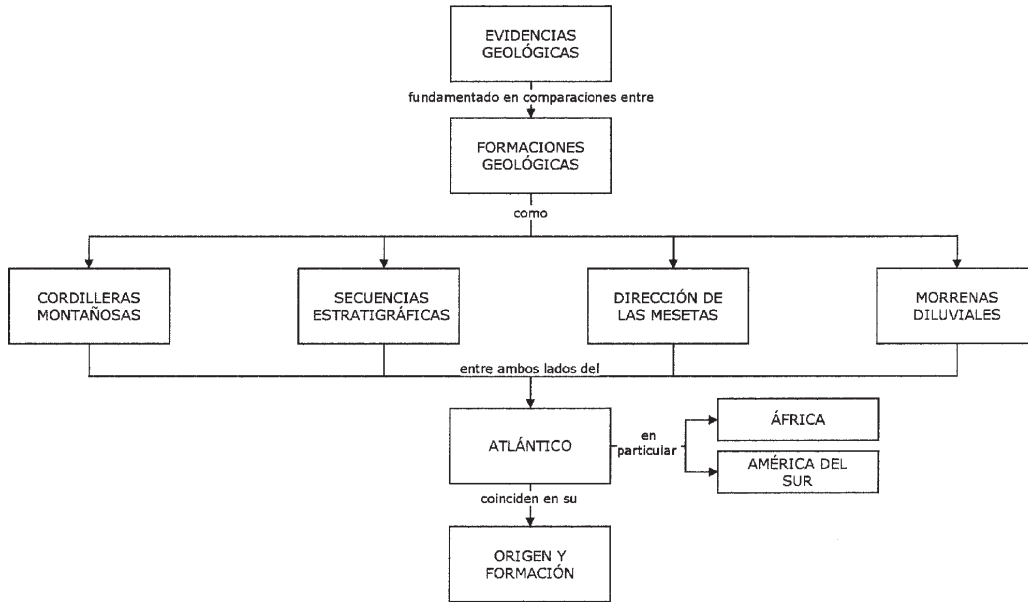 EVIDENCIAS
GEOLÓGICAS
fundamentado en comparaciones entre
FORMACIONES
GEOLÓGICAS
como
CORDILLERAS
MONTAÑOSAS
SECUENCIAS
ESTRATIGRÁFICAS
DIRECCIÓN DE
LAS MESETAS
MORRENAS
DILUVIALES
entre ambos lados del
ATLÁNTICO
en
particular
ÁFRICA
AMÉRICA DEL
SUR
coinciden en su
ORIGEN Y
FORMACIÓN